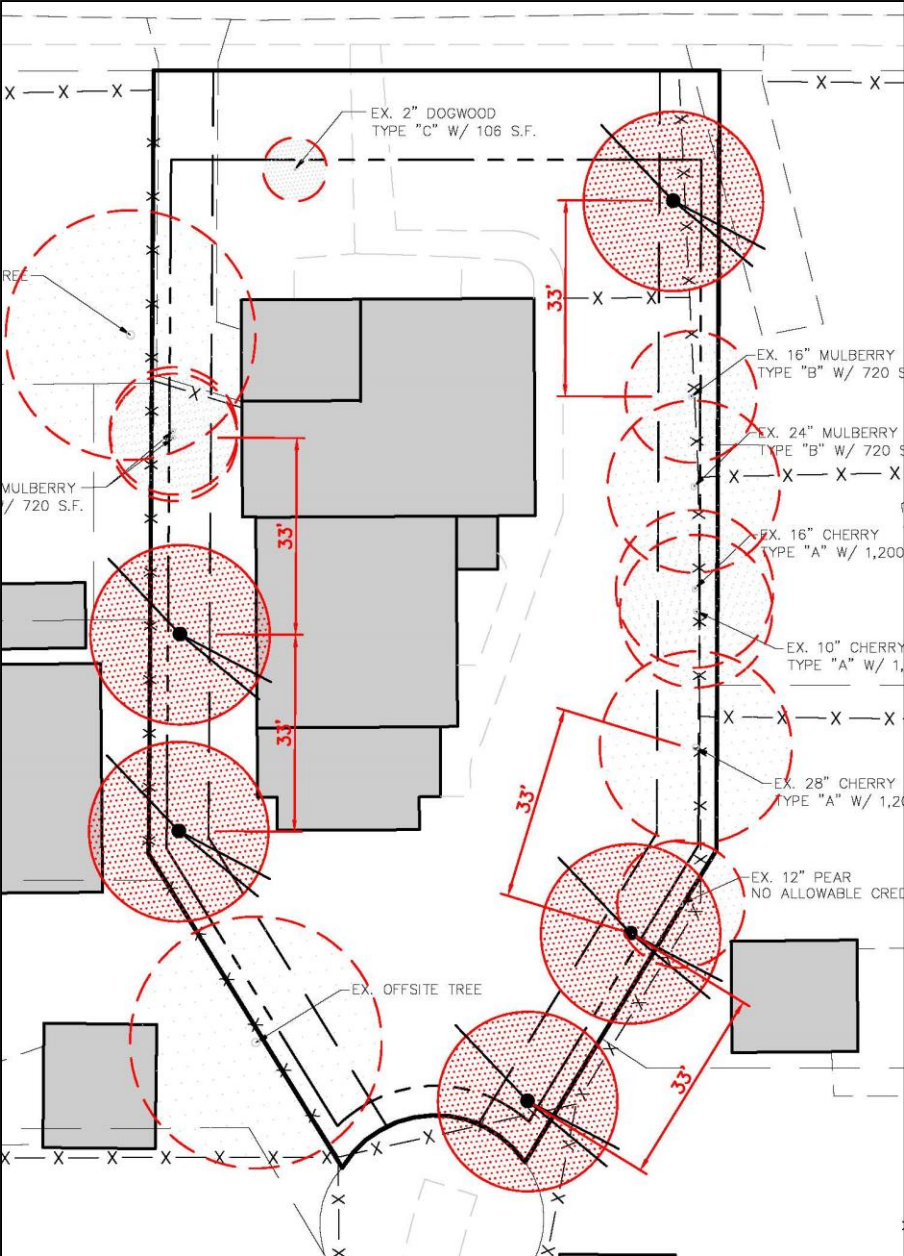 EX. 2" DOGWOOD
TYPE "C" W/ 106 S.F.
REE
33'
EX. 16" MULBERRY
TYPE "B" W/ 720 S
EX. 24" MULBERRY
TYPE "B" W/ 720 S
MULBERRY
/ 720 S.F.
33'
EX. 16" CHERRY
TYPE "A" W/ 1,200
EX. 10" CHERRY
TYPE "A" W/ 1,
33'
33'
EX. 28" CHERRY
TYPE "A" W/ 1,20
EX. 12" PEAR
NO ALLOWABLE CRED
EX. OFFSITE TREE
33'